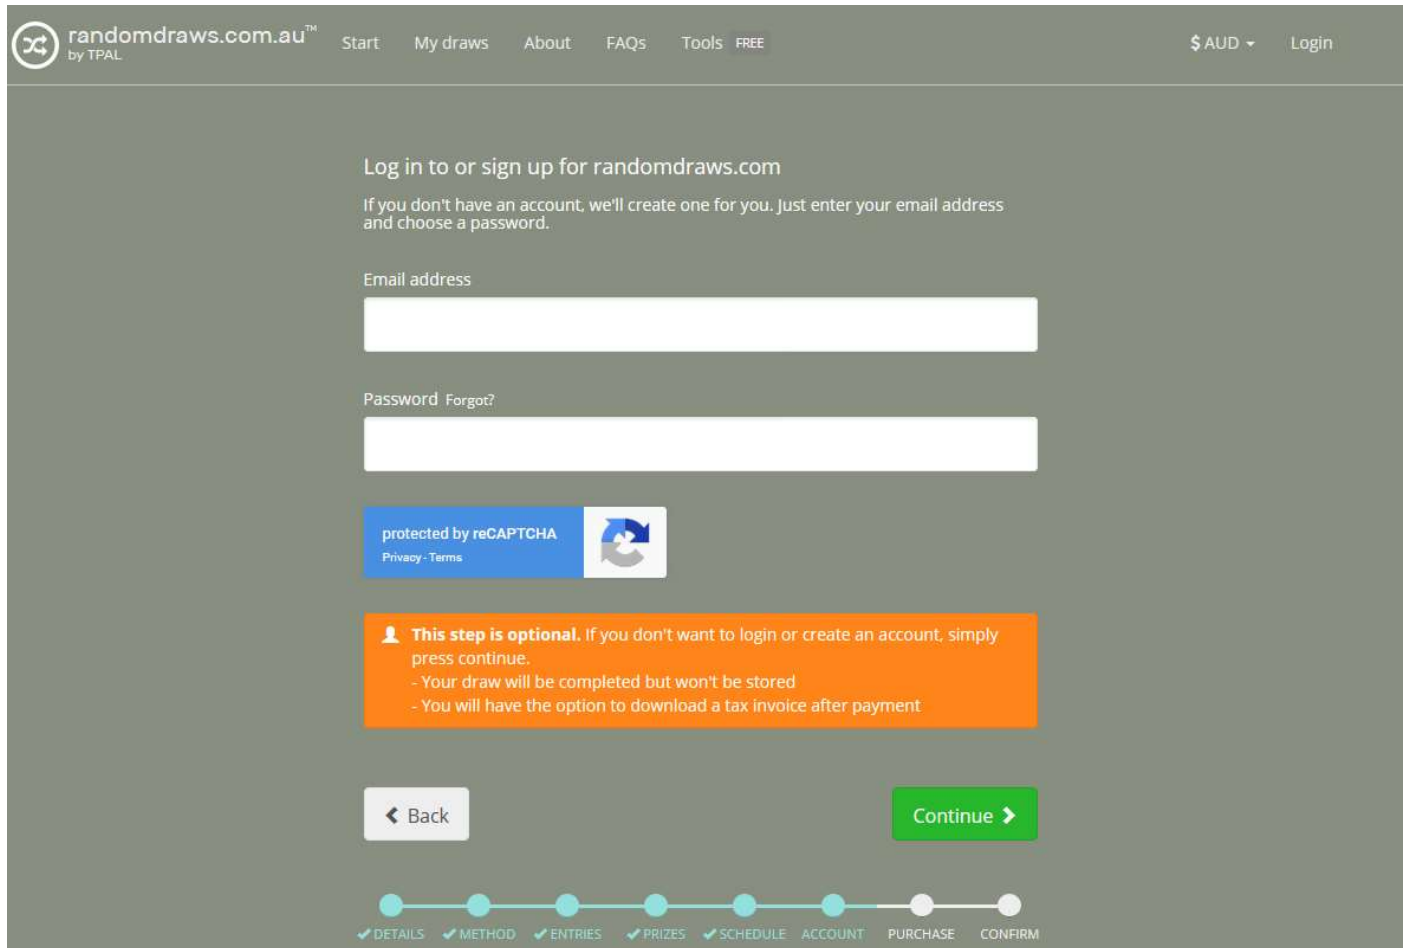 randomdraws.com.au™
by TPAL
Start My draws About FAQs Tools FREE $ AUD Login
Log in to or sign up for randomdraws.com
If you don't have an account, we'll create one for you. Just enter your email address
and choose a password.
Email address
Password Forgot?
protected by reCAPTCHA
Privacy - Terms
This step is optional. If you don't want to login or create an account, simply
press continue.
- Your draw will be completed but won't be stored
- You will have the option to download a tax invoice after payment
Back Continue
DETAILS METHOD ENTRIES PRIZES SCHEDULE ACCOUNT PURCHASE CONFIRM